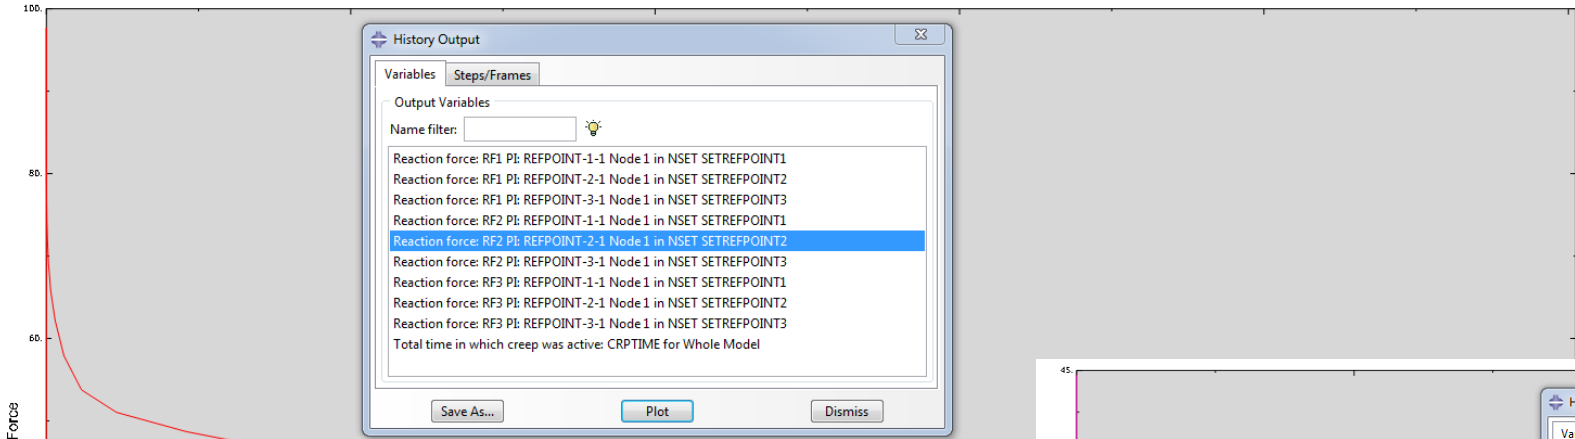 100.
History Output
Variables Steps/Frames
Output Variables
Name filter:
Reaction force: RF1 PI: REFPOINT-1-1 Node 1 in NSET SETREFPOINT1
80.
Reaction force: RF1 PI: REFPOINT-2-1 Node 1 in NSET SETREFPOINT2
Reaction force: RF1 PI: REFPOINT-3-1 Node 1 in NSET SETREFPOINT3
Reaction force: RF2 PI: REFPOINT-1-1 Node 1 in NSET SETREFPOINT1
Reaction force: RF2 PI: REFPOINT-2-1 Node 1 in NSET SETREFPOINT2
Reaction force: RF2 PI: REFPOINT-3-1 Node 1 in NSET SETREFPOINT3
Reaction force: RF3 PI: REFPOINT-1-1 Node 1 in NSET SETREFPOINT1
Reaction force: RF3 PI: REFPOINT-2-1 Node 1 in NSET SETREFPOINT2
Reaction force: RF3 PI: REFPOINT-3-1 Node 1 in NSET SETREFPOINT3
60.
Total time in which creep was active: CRPTIME for Whole Model
45.
Save As... Plot Dismiss
Force
H
Va